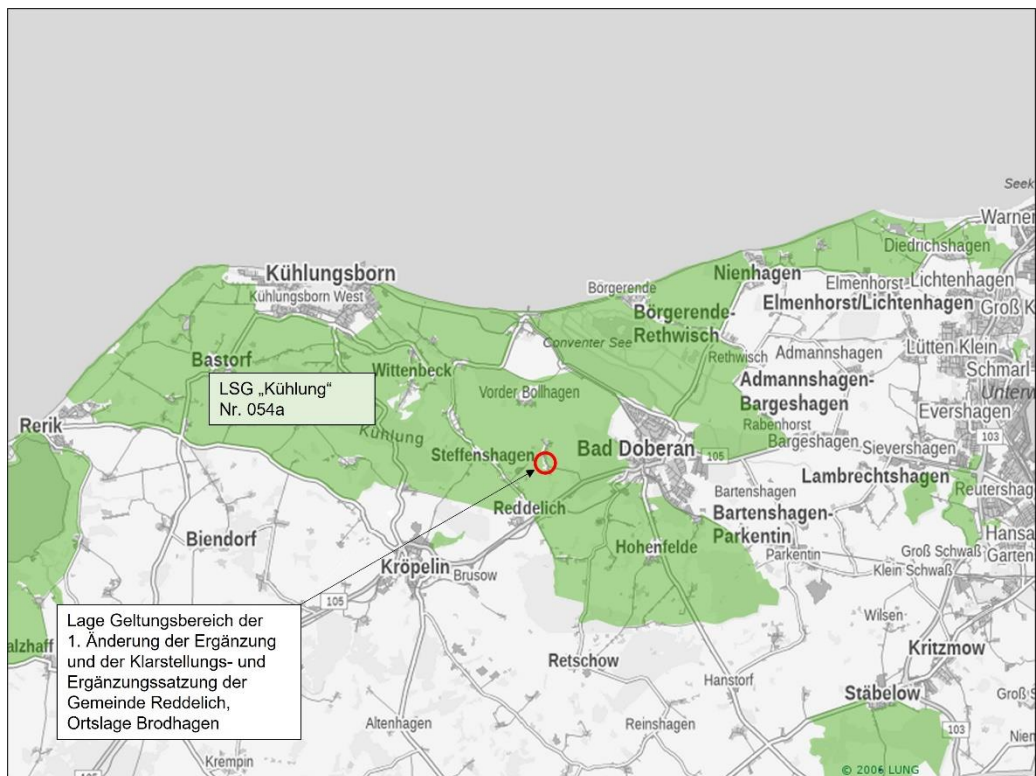 Seek
Warner
Diedrichshagen
Kühlungsborn
Nienhagen
Elmenhorst
Lichtenhagen
Kühlungsborn West
Börgerende
Elmenhorst/Lichtenhagen
Groß K
Börgerende-
Rethwisch
Conventer See
Lütten Klein
Bastorf
Rethwisch
Admannshagen
Wittenbeck
Schmarl
LSG „Kühlung“
Nr. 054a
Vorder Bollhagen
Admannshagen-
Bargeshagen
Unterw
Evershagen
Rerik
Rabenhorst
Kühlung
Bargeshagen
103
Sievershagen
Steffenshagen
Bad Doberan
105
Lambrechtshagen
Reutershag
Bartenshagen
Reddelich
Bartenshagen-
Parkentin
Hansa
Biendorf
Hohenfelde
Parkentin
Groß Schwaß
Garten
Klein Schwaß
Kröpelin
Brusow
105
Wilsen
Lage Geltungsbereich der
1. Änderung der Ergänzung
und der Klarstellungs- und
Ergänzungssatzung der
Gemeinde Reddelich,
Ortslage Brodhagen
alzhaff
Kritzmow
Retschow
Hanstorf
Stäbelow
Altenhagen
Reinshagen
103
Niem
Krempin
105
© 2006 LUNG